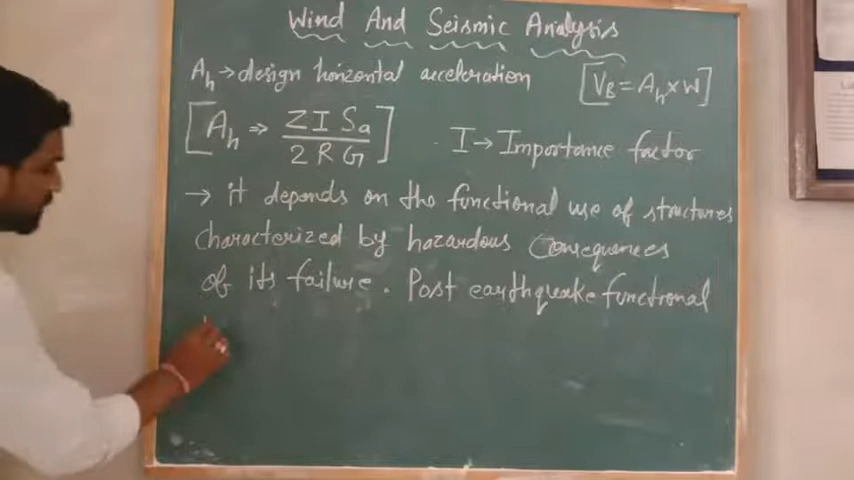 Wind And Seismic Analysis
Ah → design horizontal acceleration [VB = Ah × W]
[Ah ⇒ Z I Sa / 2 R G] I → Importance factor
→ it depends on the functional use of structures
characterized by hazardous Consequences
of its failure. Post earthquake functional